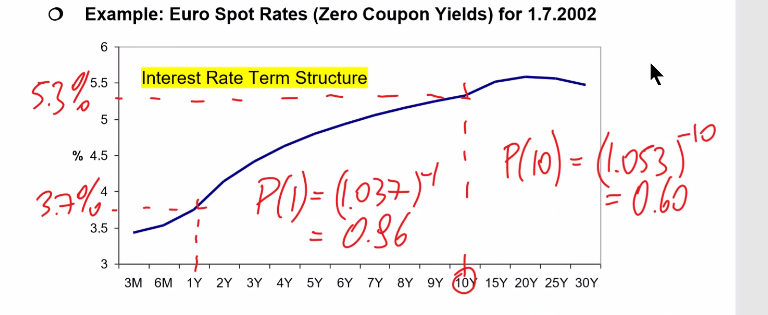 Example: Euro Spot Rates (Zero Coupon Yields) for 1.7.2002
6
5.3%
5.5
Interest Rate Term Structure
5
%
4.5
P(10) = (1.053)^-10
= 0.60
4
3.7%
P(1) = (1.037)^-1
= 0.96
3.5
3
3M 6M 1Y 2Y 3Y 4Y 5Y 6Y 7Y 8Y 9Y 10Y 15Y 20Y 25Y 30Y